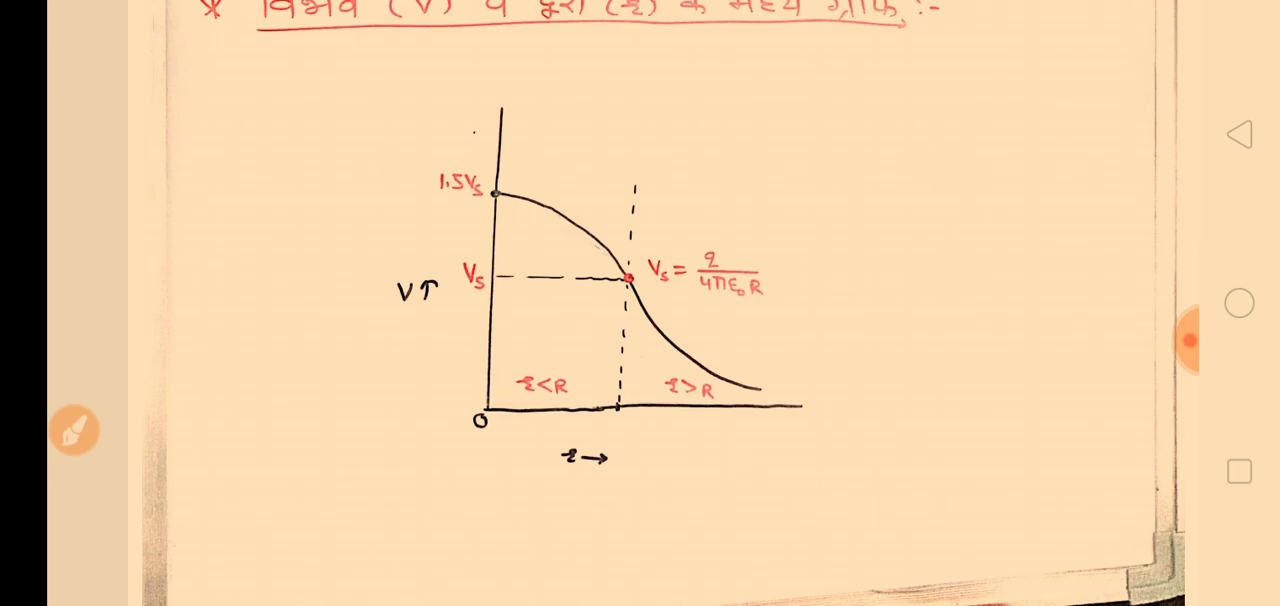 * विभव (V) व दूरी (r) के मध्य ग्राफ :-
1.5Vs
Vs
Vs = q / 4πε₀R
V↑
r<R
r>R
O
r→